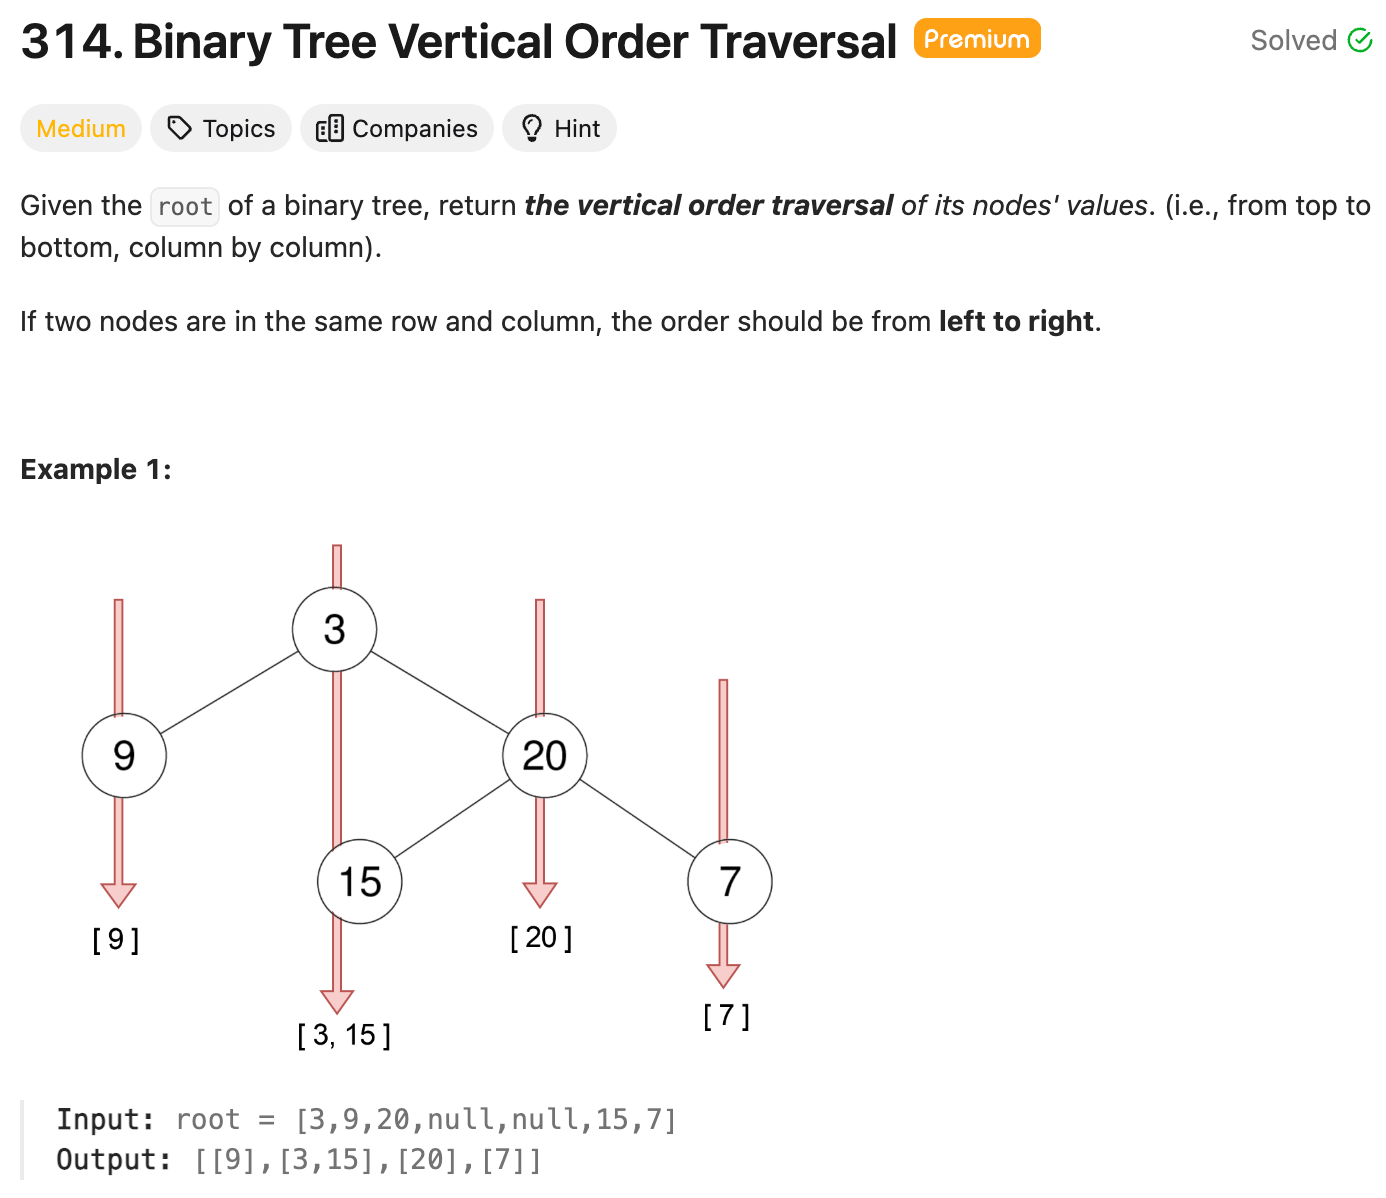 314. Binary Tree Vertical Order Traversal Premium Solved
Medium Topics Companies Hint
Given the root of a binary tree, return the vertical order traversal of its nodes' values. (i.e., from top to
bottom, column by column).
If two nodes are in the same row and column, the order should be from left to right.
Example 1:
3
9 20
15 7
[ 9 ] [ 20 ]
[ 7 ]
[ 3, 15 ]
Input: root = [3,9,20,null,null,15,7]
Output: [[9],[3,15],[20],[7]]